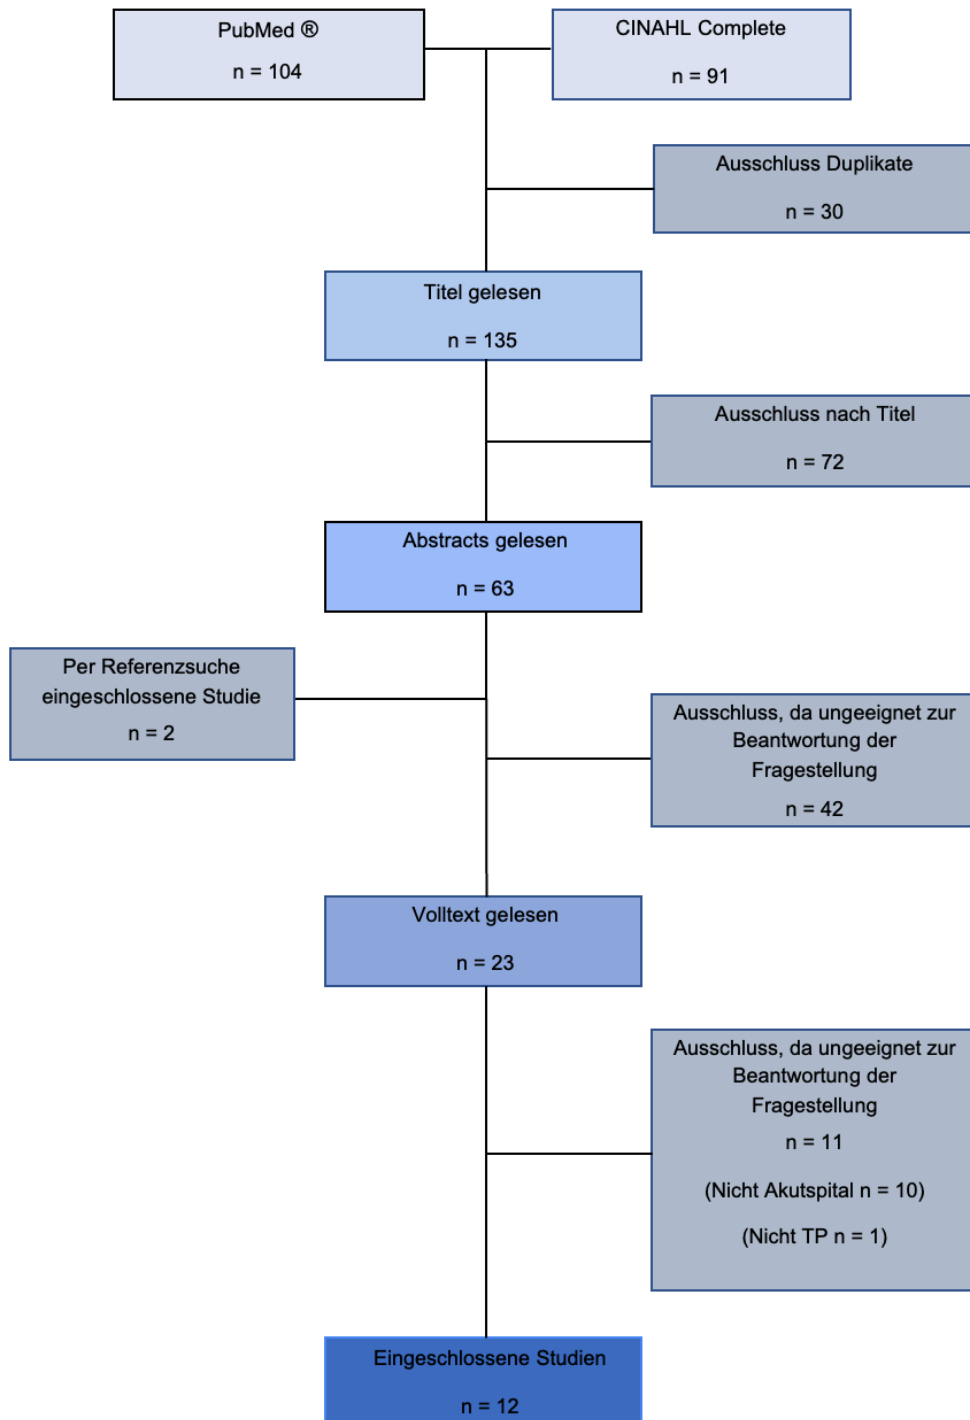 PubMed ®
n = 104
CINAHL Complete
n = 91
Ausschluss Duplikate
n = 30
Titel gelesen
n = 135
Ausschluss nach Titel
n = 72
Abstracts gelesen
n = 63
Per Referenzsuche
eingeschlossene Studie
n = 2
Ausschluss, da ungeeignet zur
Beantwortung der
Fragestellung
n = 42
Volltext gelesen
n = 23
Ausschluss, da ungeeignet zur
Beantwortung der
Fragestellung
n = 11
(Nicht Akutspital n = 10)
(Nicht TP n = 1)
Eingeschlossene Studien
n = 12